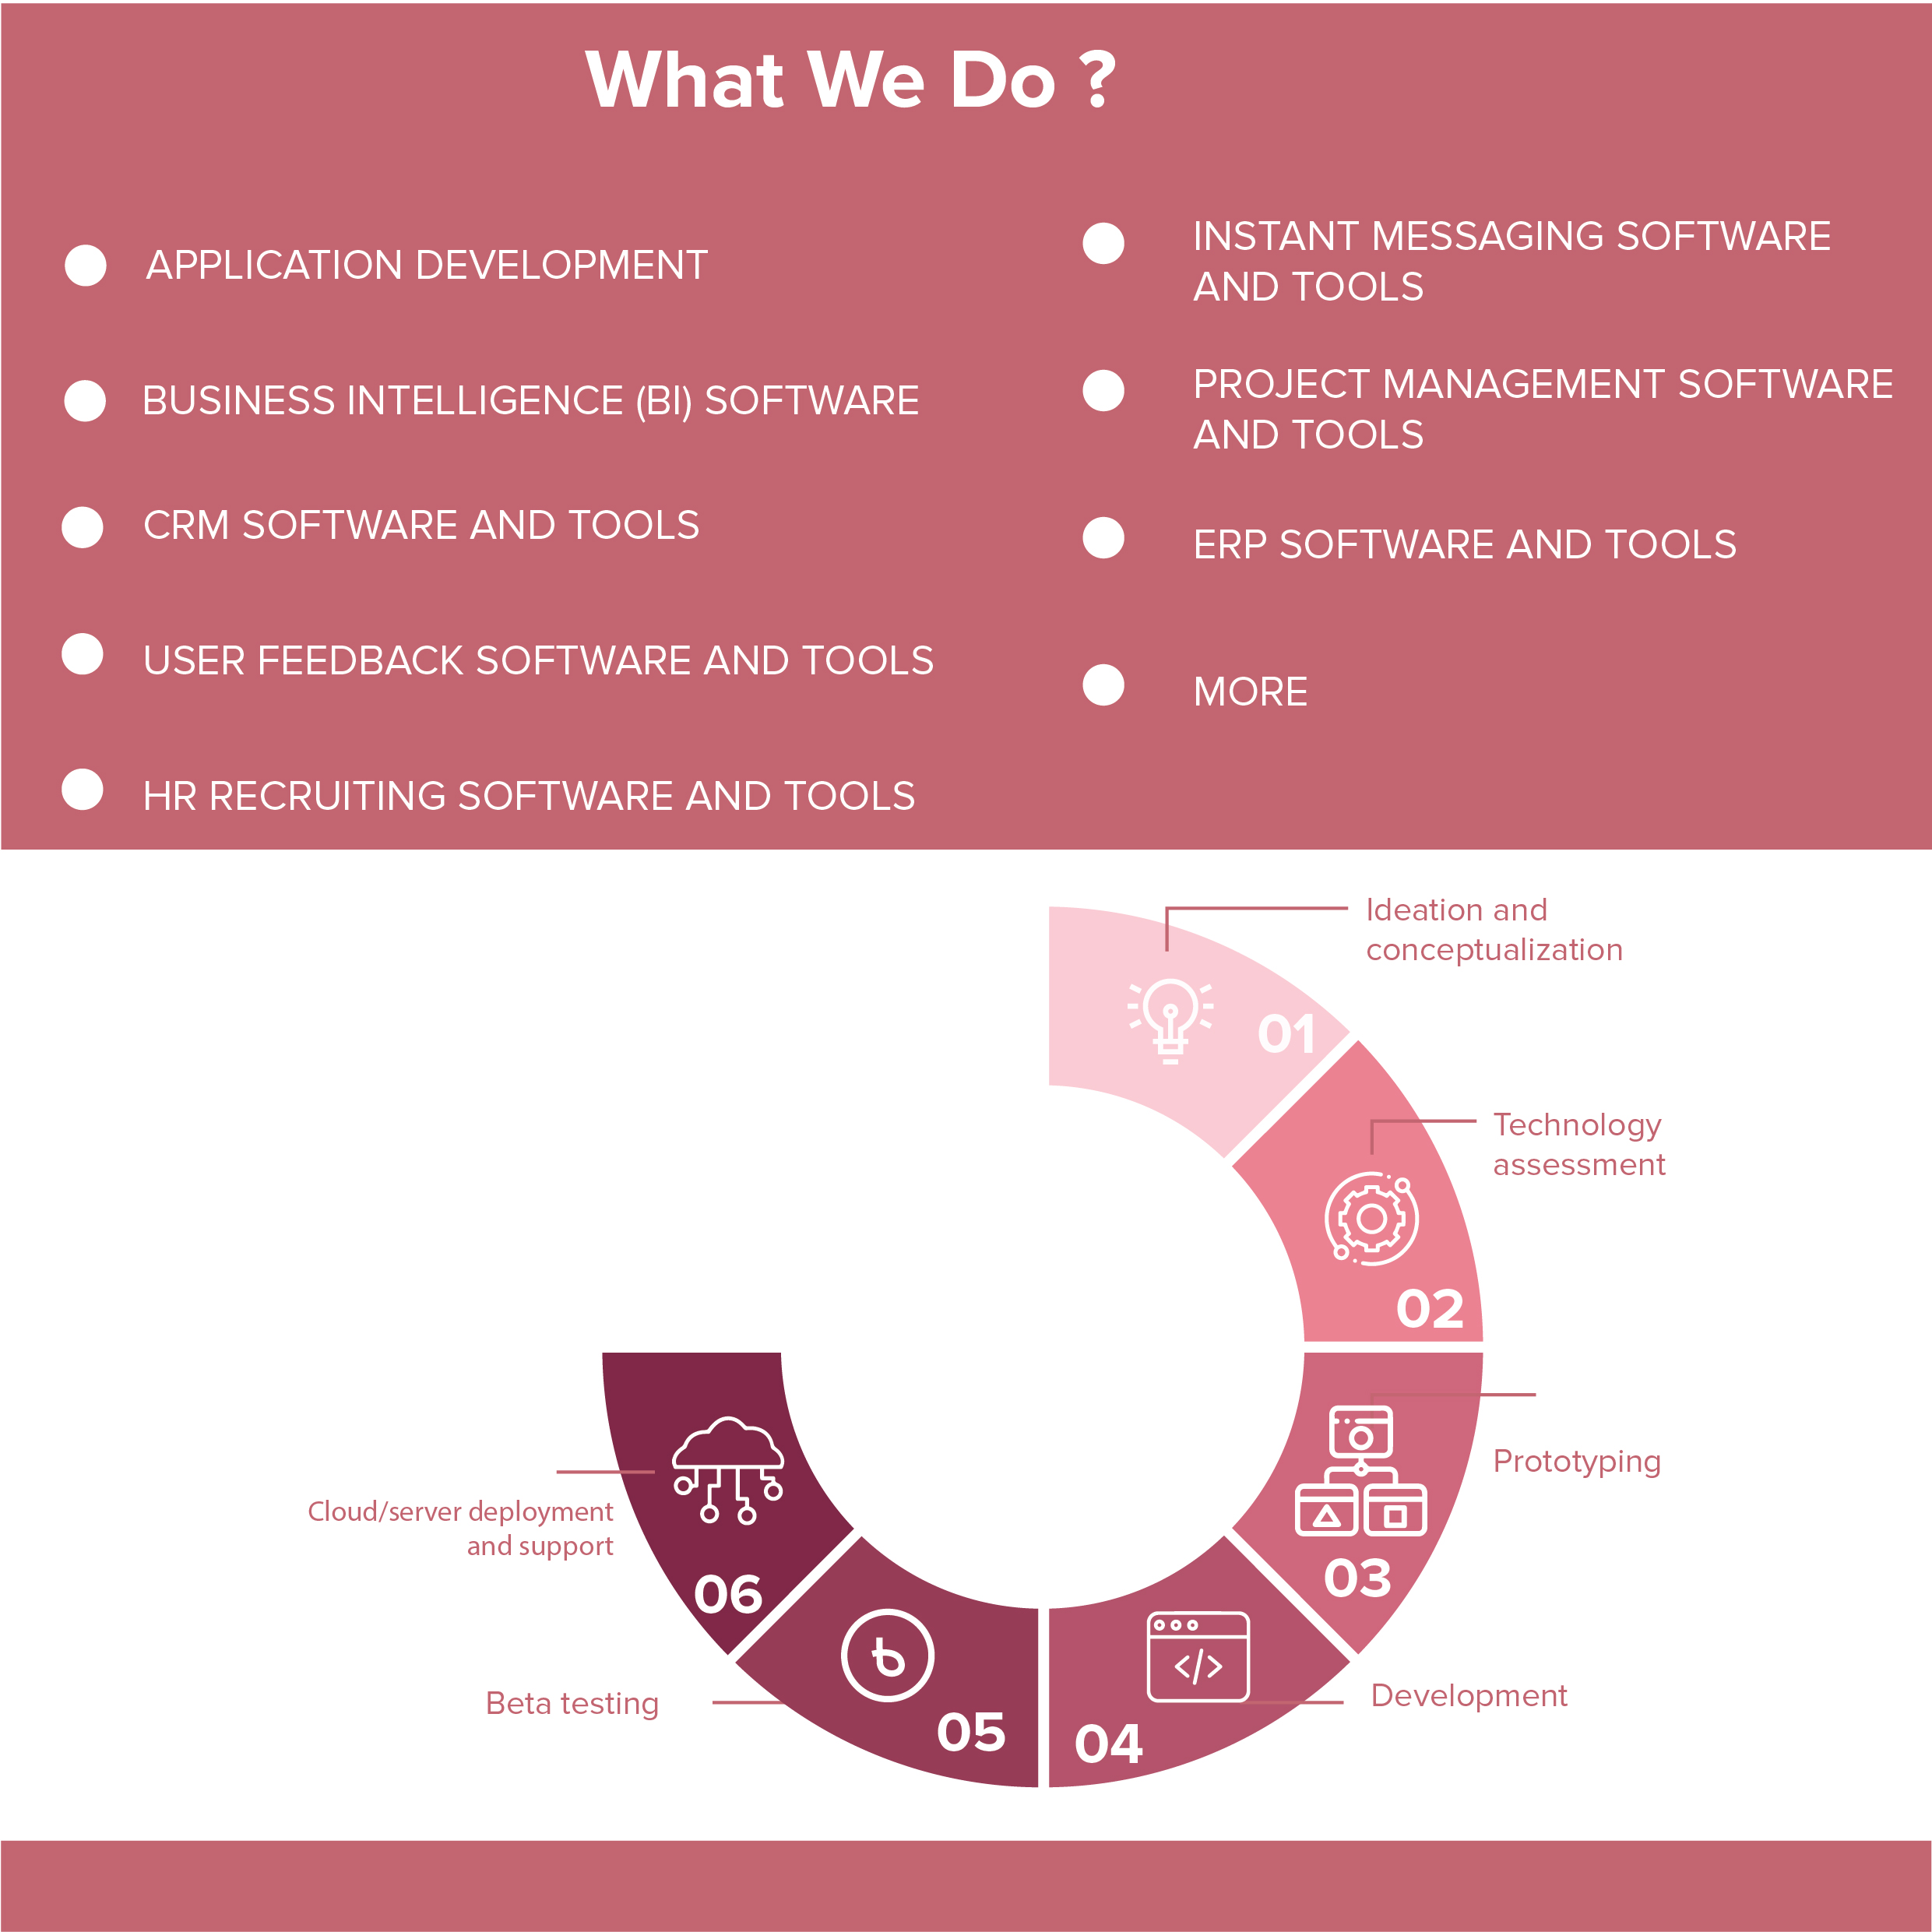 What We Do ?
APPLICATION DEVELOPMENT
BUSINESS INTELLIGENCE (BI) SOFTWARE
CRM SOFTWARE AND TOOLS
USER FEEDBACK SOFTWARE AND TOOLS
HR RECRUITING SOFTWARE AND TOOLS
INSTANT MESSAGING SOFTWARE
AND TOOLS
PROJECT MANAGEMENT SOFTWARE
AND TOOLS
ERP SOFTWARE AND TOOLS
MORE
Ideation and
conceptualization
01
Technology
assessment
02
Prototyping
03
Development
04
Beta testing
05
Cloud/server deployment
and support
06